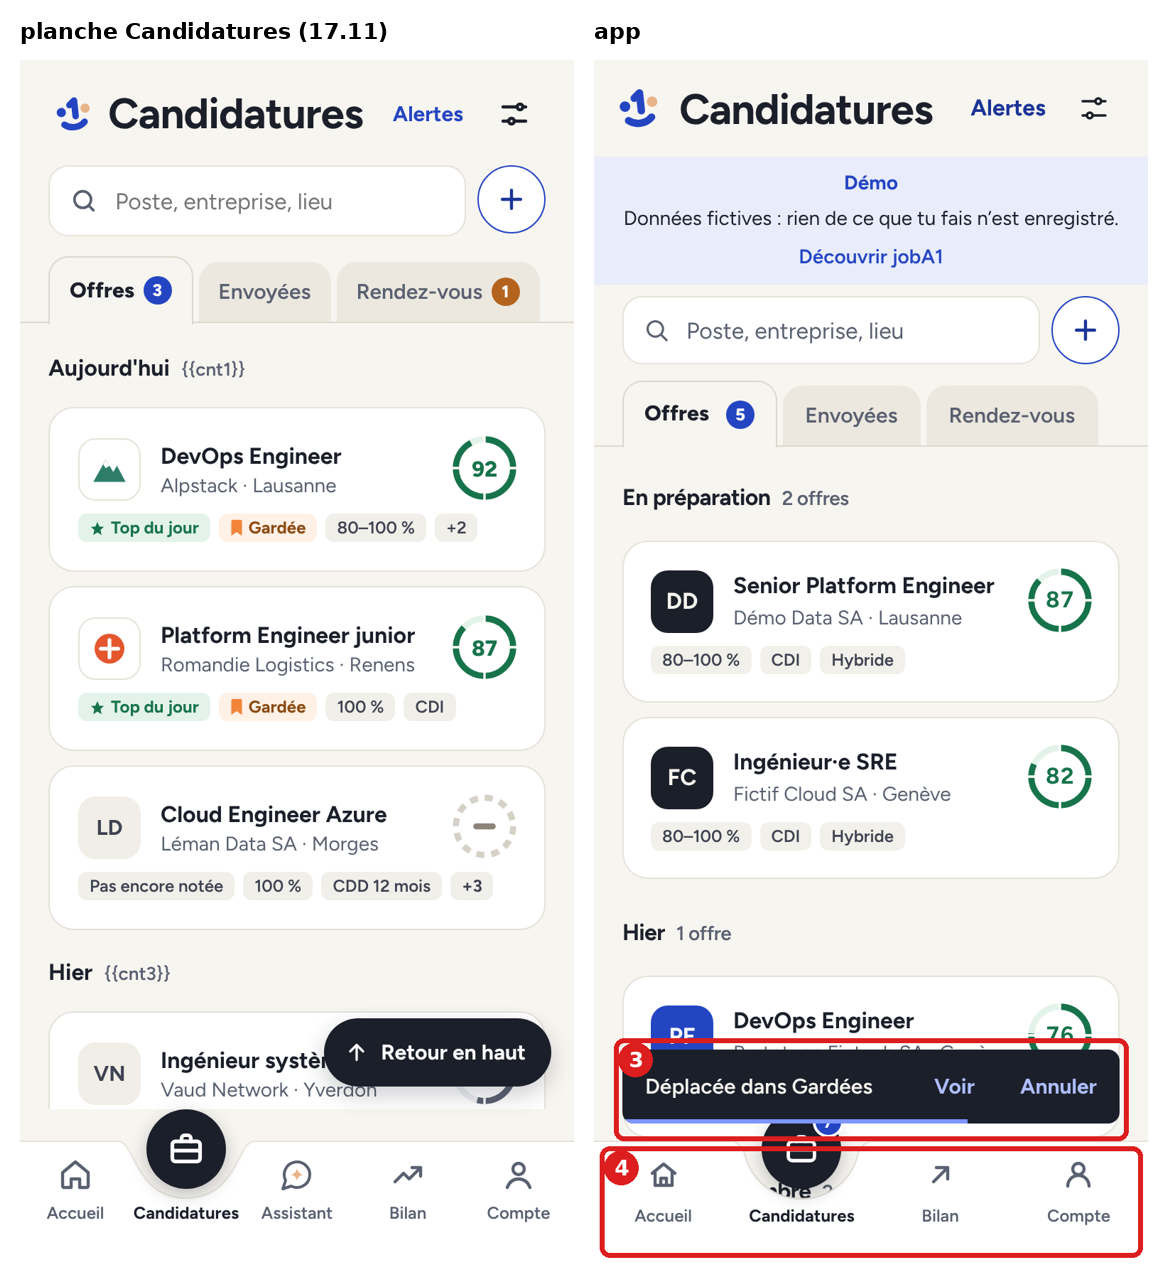 planche Candidatures (17.11)
Candidatures
Alertes
Poste, entreprise, lieu
Offres 3
Envoyées
Rendez-vous 1
Aujourd'hui {{cnt1}}
DevOps Engineer
Alpstack · Lausanne
92
Top du jour
Gardée
80–100 %
+2
Platform Engineer junior
Romandie Logistics · Renens
87
Top du jour
Gardée
100 %
CDI
LD
Cloud Engineer Azure
Léman Data SA · Morges
Pas encore notée
100 %
CDD 12 mois
+3
Hier {{cnt3}}
VN
Ingénieur systèm
Vaud Network · Yverdon
Retour en haut
Accueil
Candidatures
Assistant
Bilan
Compte
app
Candidatures
Alertes
Démo
Données fictives : rien de ce que tu fais n’est enregistré.
Découvrir jobA1
Poste, entreprise, lieu
Offres 5
Envoyées
Rendez-vous
En préparation 2 offres
DD
Senior Platform Engineer
Démo Data SA · Lausanne
87
80–100 %
CDI
Hybride
FC
Ingénieur·e SRE
Fictif Cloud SA · Genève
82
80–100 %
CDI
Hybride
Hier 1 offre
DevOps Engineer
76
3
Déplacée dans Gardées
Voir
Annuler
4
Accueil
Candidatures
Bilan
Compte